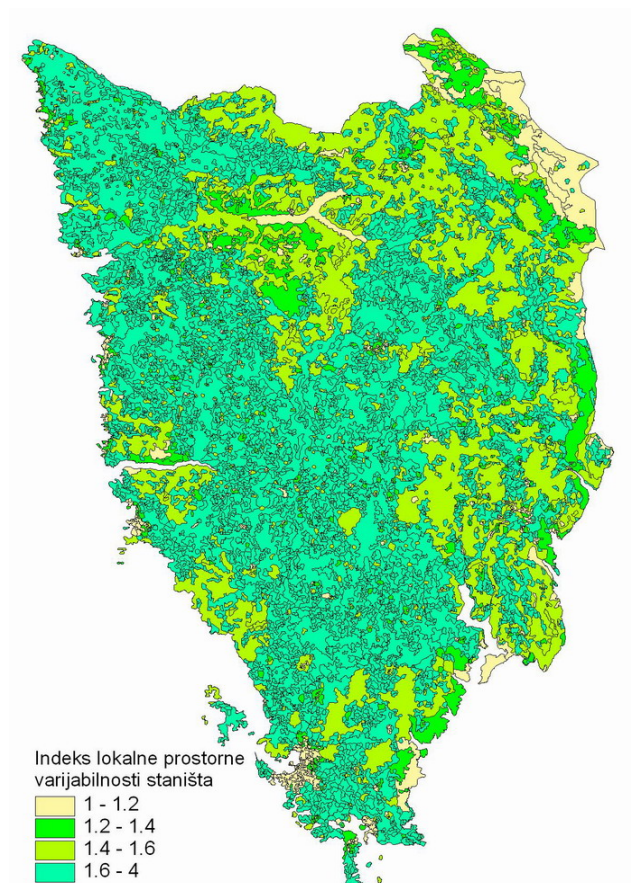 Indeks lokalne prostorne
varijabilnosti staništa
1 - 1.2
1.2 - 1.4
1.4 - 1.6
1.6 - 4